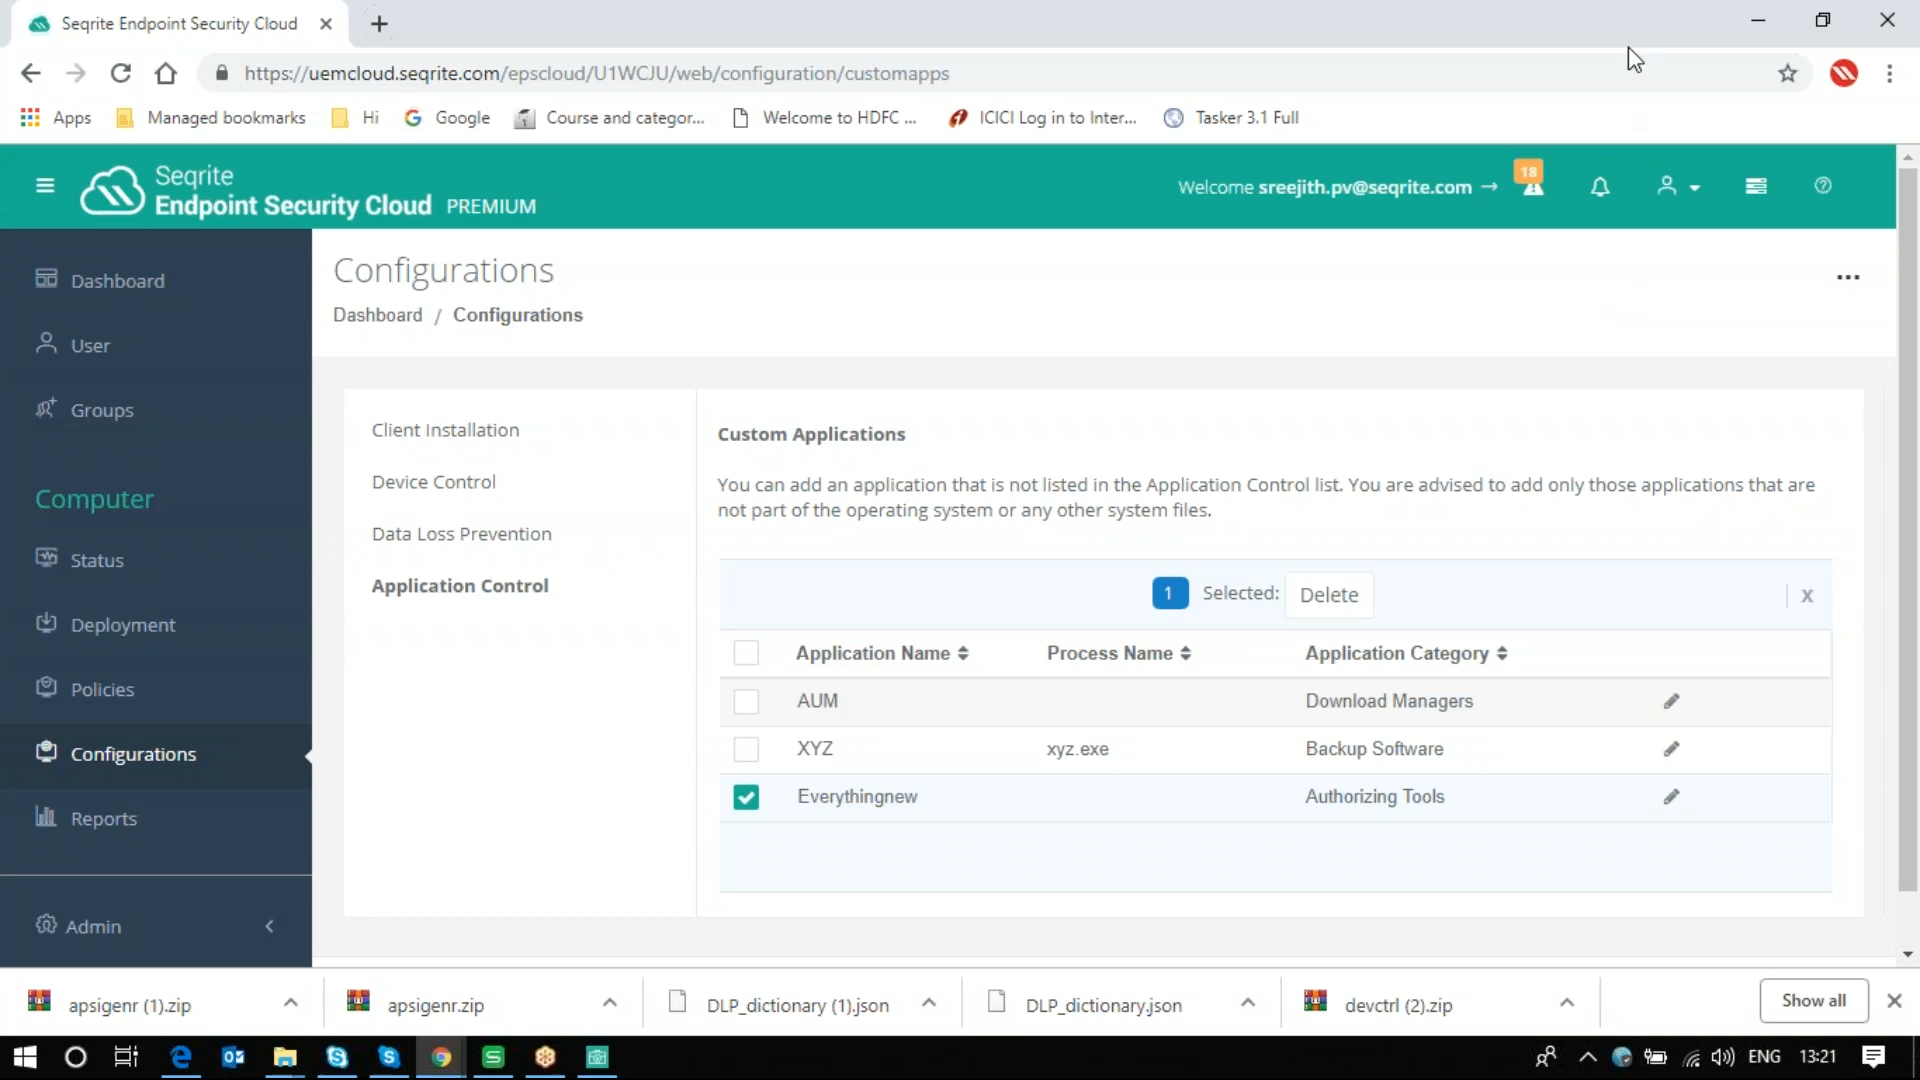 Seqrite Endpoint Security Cloud
https://uemcloud.seqrite.com/epscloud/U1WCJU/web/configuration/customapps
Apps
Managed bookmarks
Hi
Google
Course and categor...
Welcome to HDFC ...
ICICI Log in to Inter...
Tasker 3.1 Full
Seqrite
Endpoint Security Cloud PREMIUM
Welcome sreejith.pv@seqrite.com →
18
Dashboard
User
Groups
Computer
Status
Deployment
Policies
Configurations
Reports
Admin
Configurations
Dashboard / Configurations
Client Installation
Device Control
Data Loss Prevention
Application Control
Custom Applications
You can add an application that is not listed in the Application Control list. You are advised to add only those applications that are
not part of the operating system or any other system files.
1 Selected: Delete
x
Application Name Process Name Application Category
AUM Download Managers
XYZ xyz.exe Backup Software
Everythingnew Authorizing Tools
apsigenr (1).zip
apsigenr.zip
DLP_dictionary (1).json
DLP_dictionary.json
devctrl (2).zip
Show all
ENG
13:21